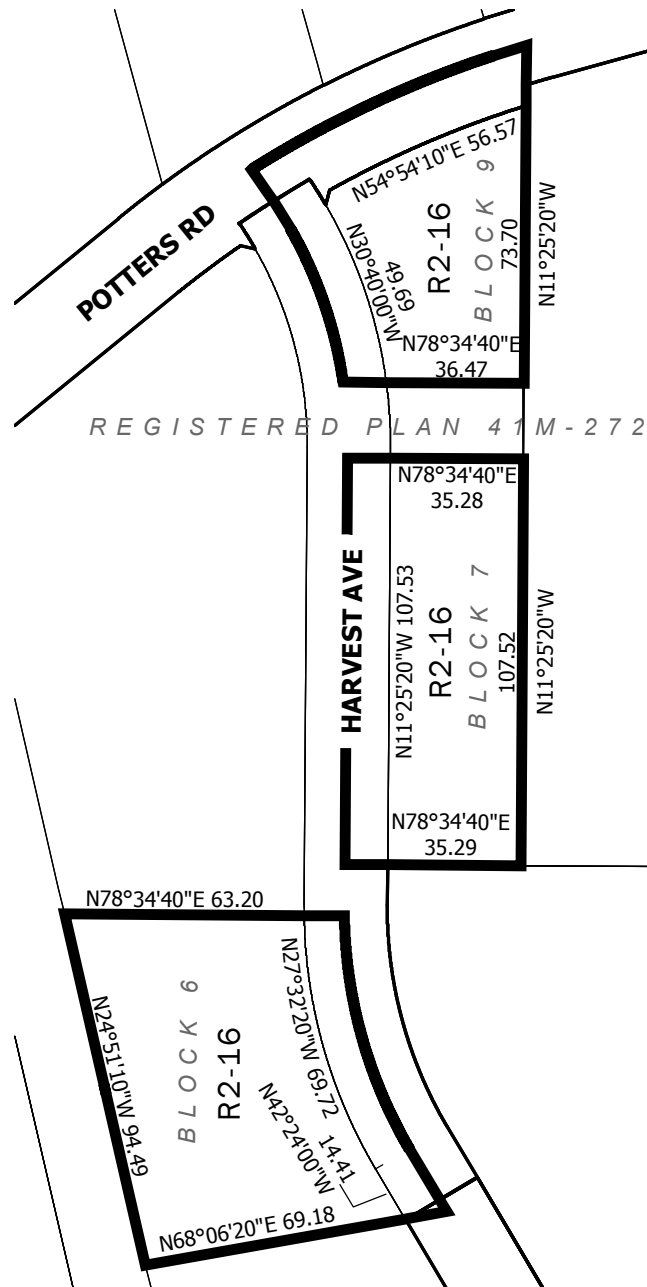 POTTERS RD
N54°54'10"E 56.57
N30°40'00"W
49.69
R2-16
BLOCK 9
73.70
N11°25'20"W
N78°34'40"E
36.47
REGISTERED PLAN 41M-272
N78°34'40"E
35.28
HARVEST AVE
N11°25'20"W 107.53
R2-16
BLOCK 7
107.52
N11°25'20"W
N78°34'40"E
35.29
N78°34'40"E 63.20
N24°51'10"W 94.49
BLOCK 6
R2-16
N27°32'20"W 69.72
N42°24'00"W
14.41
N68°06'20"E 69.18